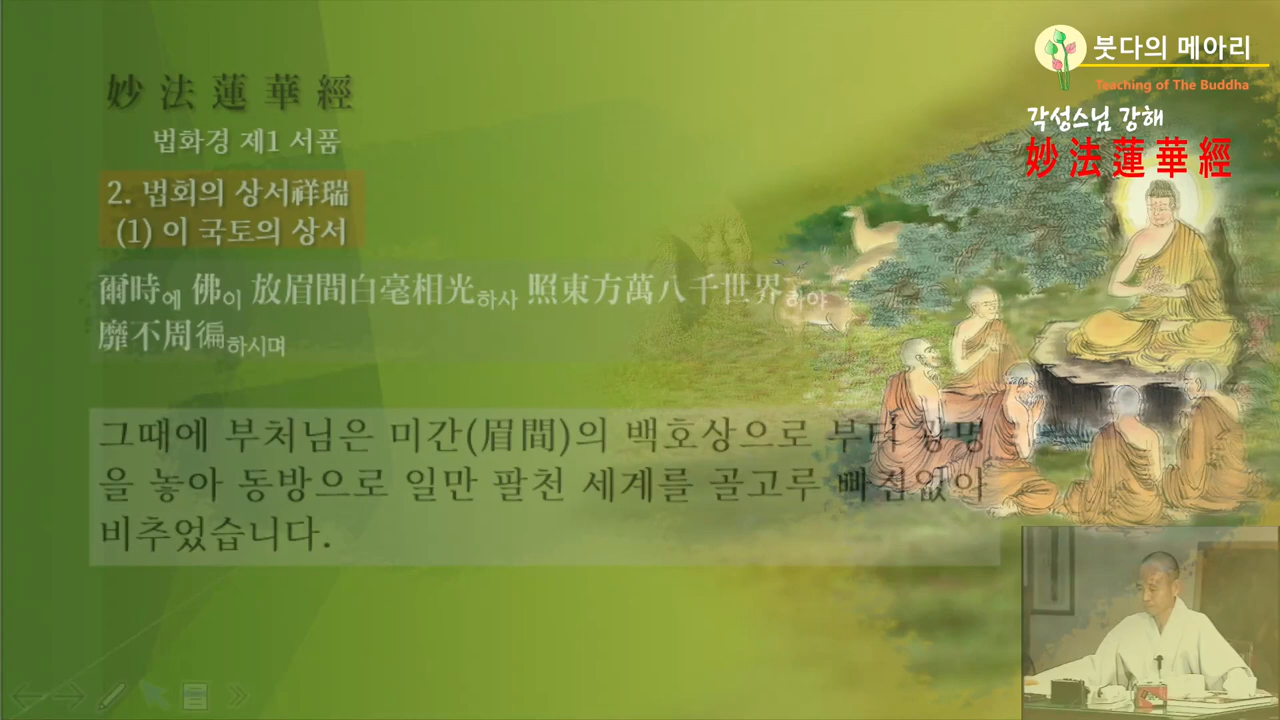 妙法蓮華經
법화경 제1 서품
2. 법회의 상서祥瑞
(1) 이 국토의 상서
爾時에 佛이 放眉間白毫相光하사 照東方萬八千世界하야
靡不周徧하시며
그때에 부처님은 미간(眉間)의 백호상으로 부터 광명
을 놓아 동방으로 일만 팔천 세계를 골고루 빠짐없이
비추었습니다.
붓다의 메아리
Teaching of The Buddha
각성스님 강해
妙法蓮華經